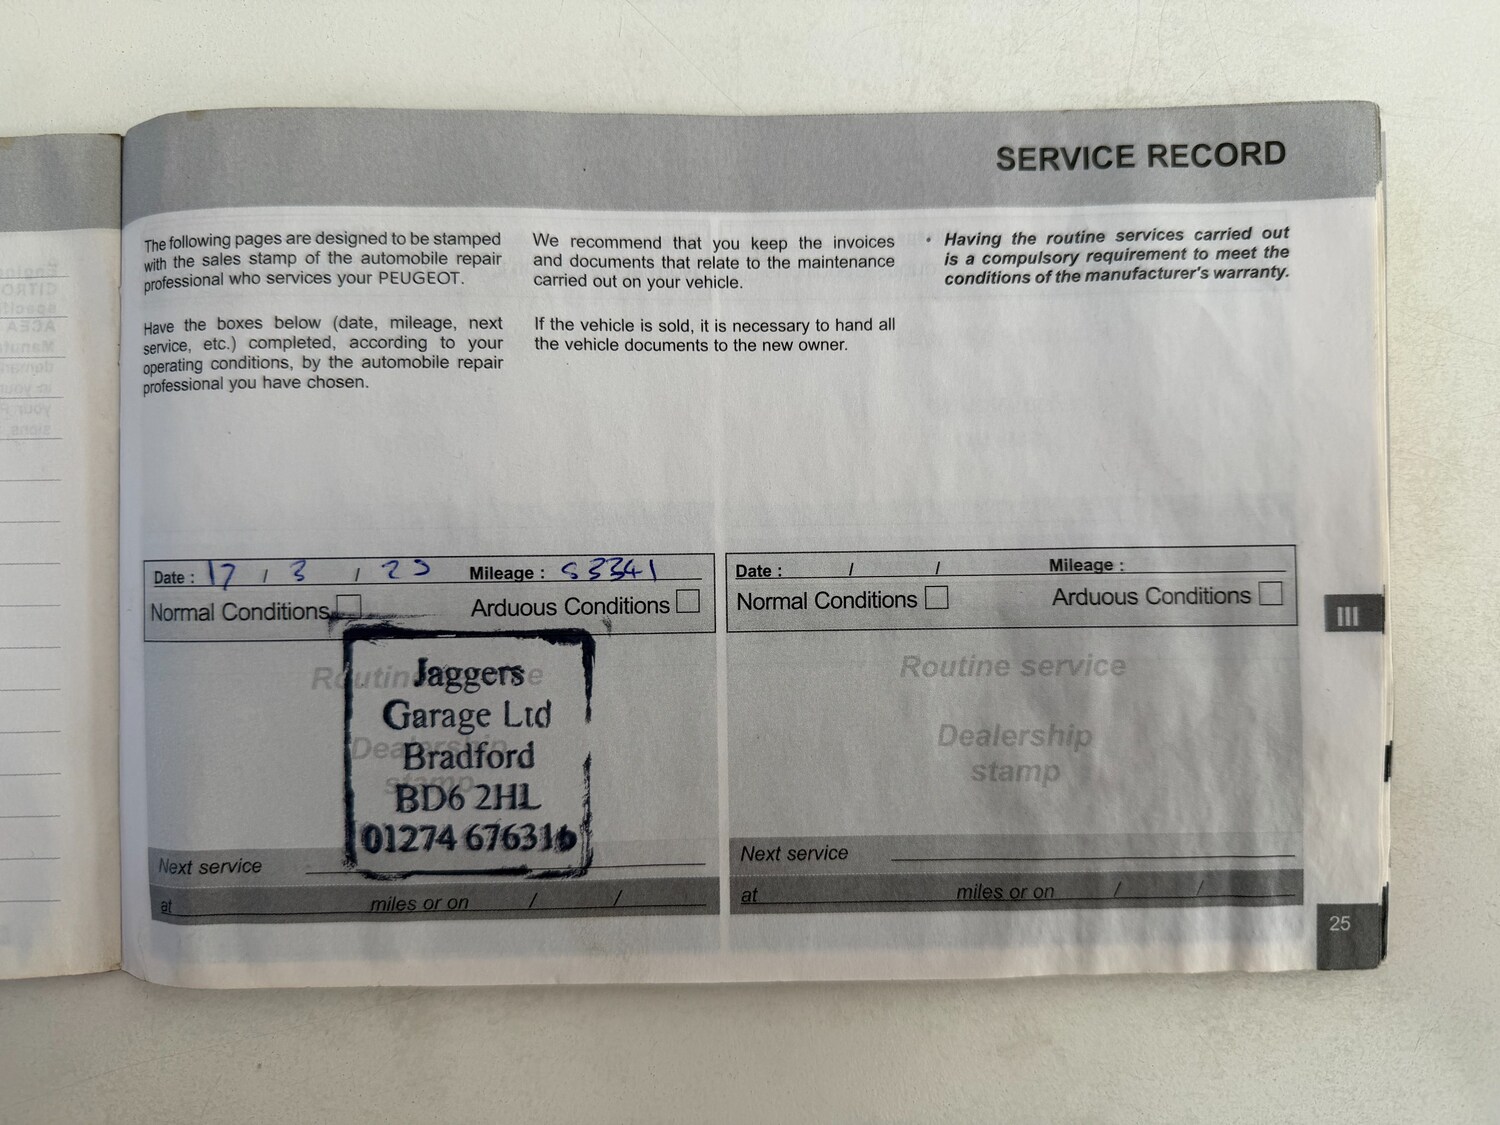 SERVICE RECORD
The following pages are designed to be stamped
with the sales stamp of the automobile repair
professional who services your PEUGEOT.
Have the boxes below (date, mileage, next
service, etc.) completed, according to your
operating conditions, by the automobile repair
professional you have chosen.
We recommend that you keep the invoices
and documents that relate to the maintenance
carried out on your vehicle.
If the vehicle is sold, it is necessary to hand all
the vehicle documents to the new owner.
• Having the routine services carried out
is a compulsory requirement to meet the
conditions of the manufacturer's warranty.
Date : 17 / 3 / 23 Mileage : 53341
Normal Conditions Arduous Conditions
Routine service
Dealership
stamp
Jaggers
Garage Ltd
Bradford
BD6 2HL
01274 676316
Next service
at miles or on / /
Date : / / Mileage :
Normal Conditions Arduous Conditions
Routine service
Dealership
stamp
Next service
at miles or on / /
III
25